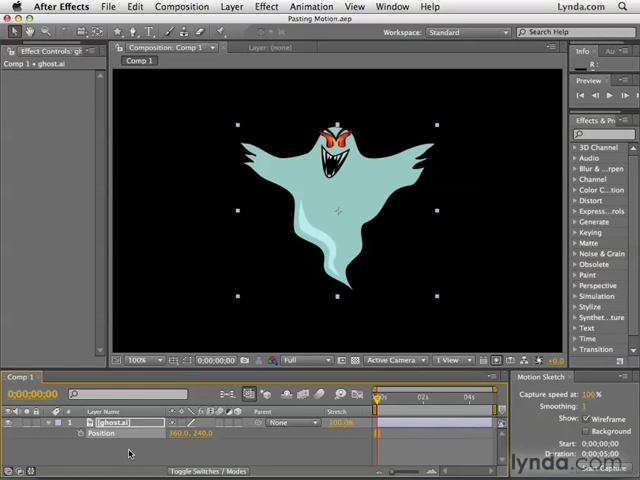 After Effects File Edit Composition Layer Effect Animation View Window Help Lynda.com
Pasting Motion.aep
Workspace: Standard Search Help
Effect Controls: gh
Composition: Comp 1 Layer: (none)
Info
Comp 1 • ghost.ai
Comp 1
R :
Preview
Effects & Pre
3D Channel
Audio
Blur & ...rpen
Channel
Color C...tion
Distort
Express...rols
Generate
Keying
Matte
Noise & Grain
Obsolete
Paint
Perspective
Simulation
Stylize
Synthet...
Text
Time
Transition
100% 0;00;00;00 Full Active Camera 1 View +0.0
Comp 1
Motion Sketch
0;00;00;00
02s 04s
# Layer Name Parent Stretch
1 [ghost.ai] None 100.0%
Position 360.0, 240.0
Capture speed at: 100 %
Smoothing: 1
Show: Wireframe
Background
Start: 0;00;00;00
Duration: 0;00;05;00
Start Capture
Toggle Switches / Modes
lynda.com